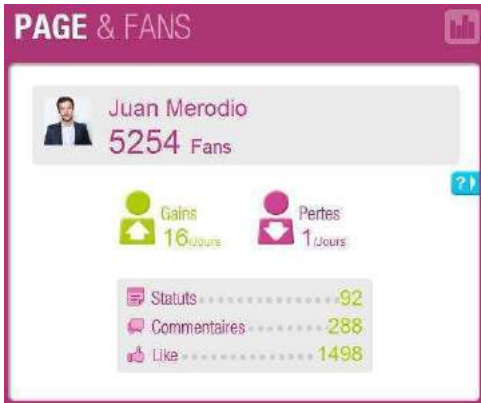 PAGE & FANS
Juan Merodio
5254 Fans
?
Gains
16/Jours
Pertes
1/Jours
Statuts 92
Commentaires 288
Like 1498